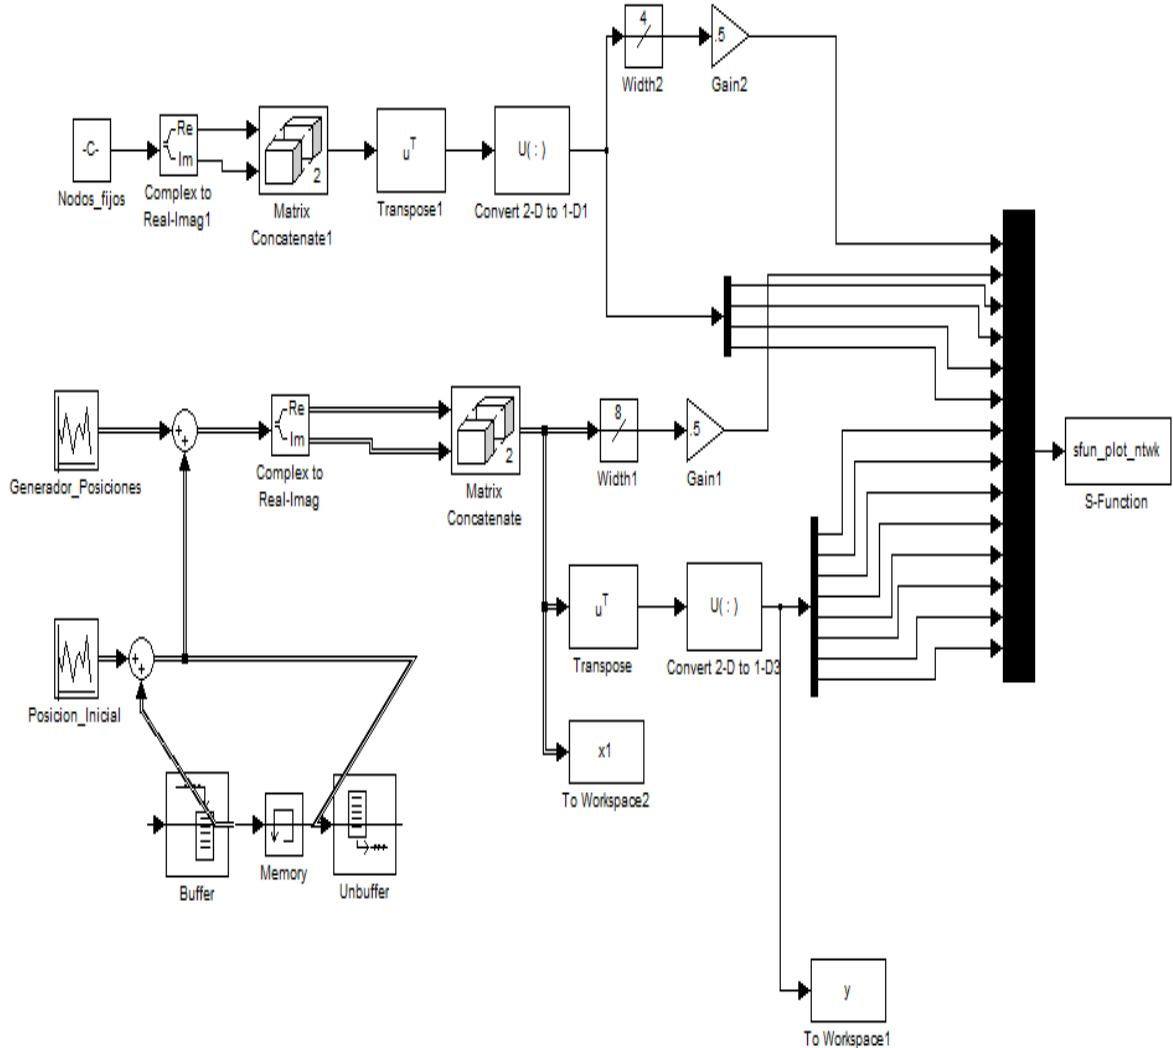 4
.5
Width2
Gain2
-C-
Re
Im
2
u^T
U( : )
Nodos_fijos
Complex to
Real-Imag1
Matrix
Concatenate1
Transpose1
Convert 2-D to 1-D1
Re
Im
2
8
.5
sfun_plot_ntwk
S-Function
Generador_Posiciones
Complex to
Real-Imag
Matrix
Concatenate
Width1
Gain1
u^T
U( : )
Transpose
Convert 2-D to 1-D3
Posicion_Inicial
x1
To Workspace2
Buffer
Memory
Unbuffer
y
To Workspace1